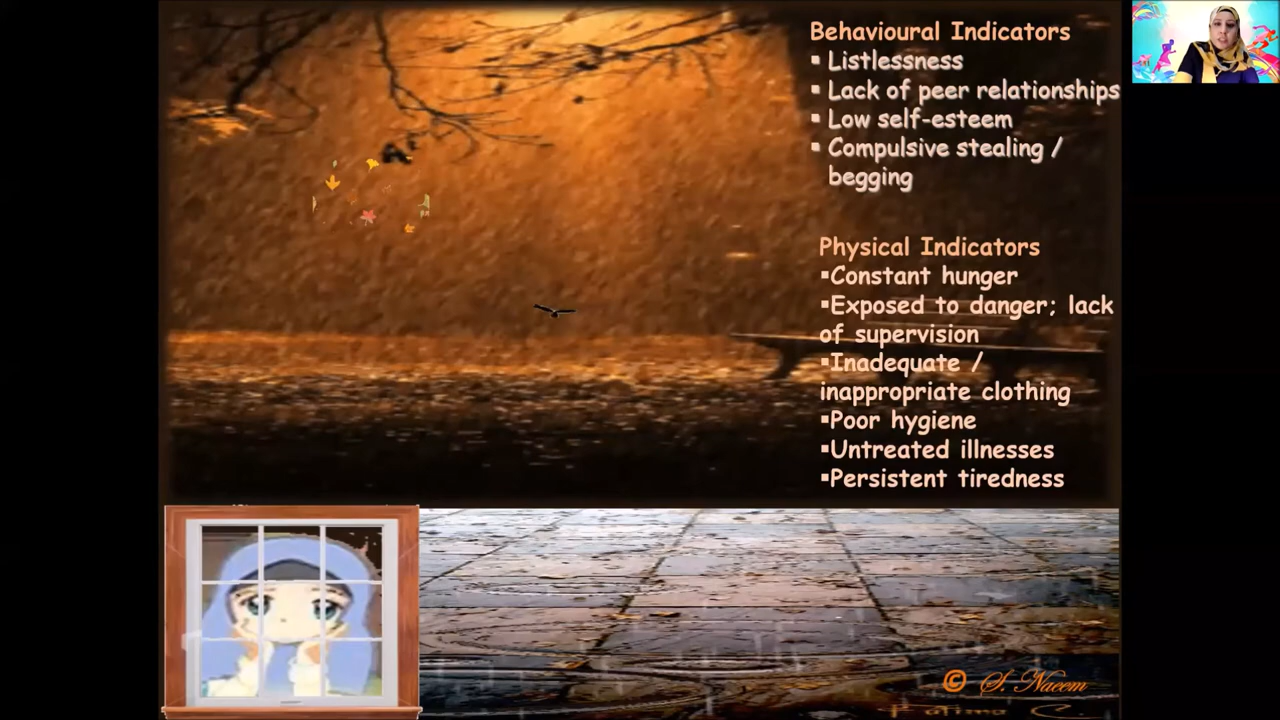 Behavioural Indicators
▪ Listlessness
▪ Lack of peer relationships
▪ Low self-esteem
▪ Compulsive stealing /
begging
Physical Indicators
▪Constant hunger
▪Exposed to danger; lack
of supervision
▪Inadequate /
inappropriate clothing
▪Poor hygiene
▪Untreated illnesses
▪Persistent tiredness
© S. Naeem